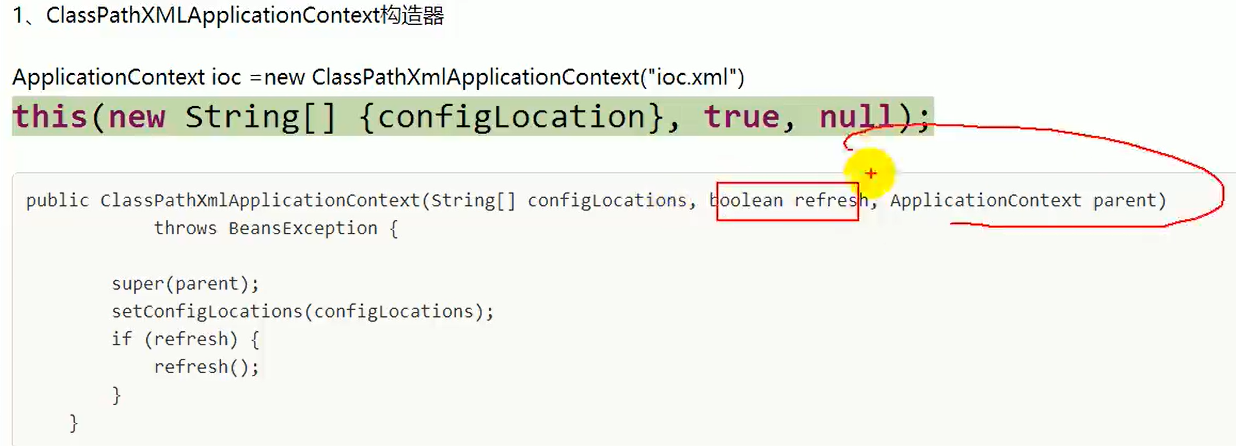 1、ClassPathXMLApplicationContext构造器
ApplicationContext ioc =new ClassPathXmlApplicationContext("ioc.xml")
this(new String[] {configLocation}, true, null);
public ClassPathXmlApplicationContext(String[] configLocations, boolean refresh, ApplicationContext parent)
throws BeansException {
super(parent);
setConfigLocations(configLocations);
if (refresh) {
refresh();
}
}